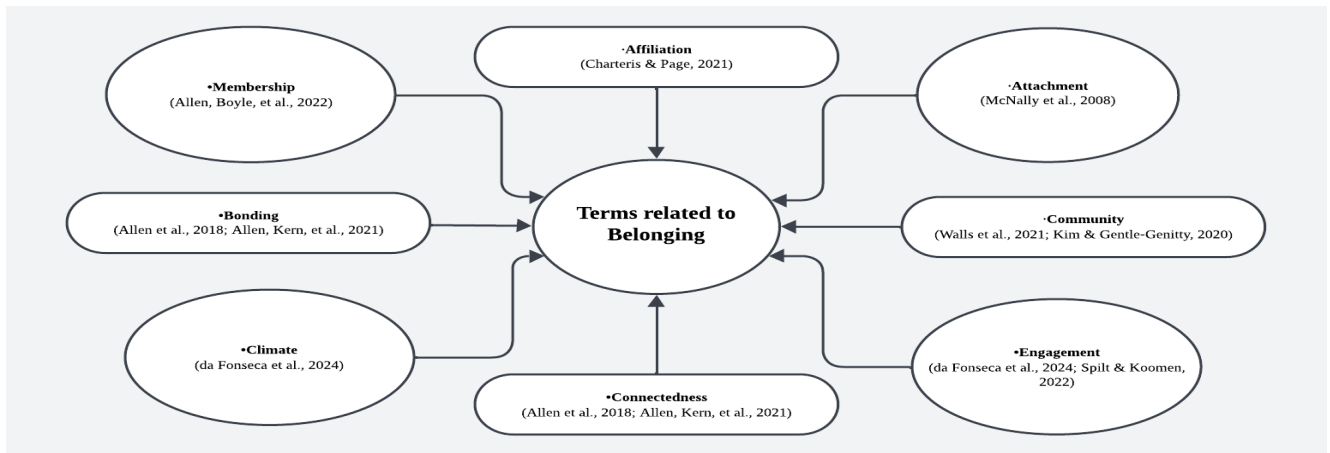 ·Affiliation
(Charteris & Page, 2021)
•Membership
(Allen, Boyle, et al., 2022)
·Attachment
(McNally et al., 2008)
•Bonding
(Allen et al., 2018; Allen, Kern, et al., 2021)
Terms related to
Belonging
·Community
(Walls et al., 2021; Kim & Gentle-Genitty, 2020)
•Climate
(da Fonseca et al., 2024)
•Engagement
(da Fonseca et al., 2024; Spilt & Koomen,
2022)
•Connectedness
(Allen et al., 2018; Allen, Kern, et al., 2021)